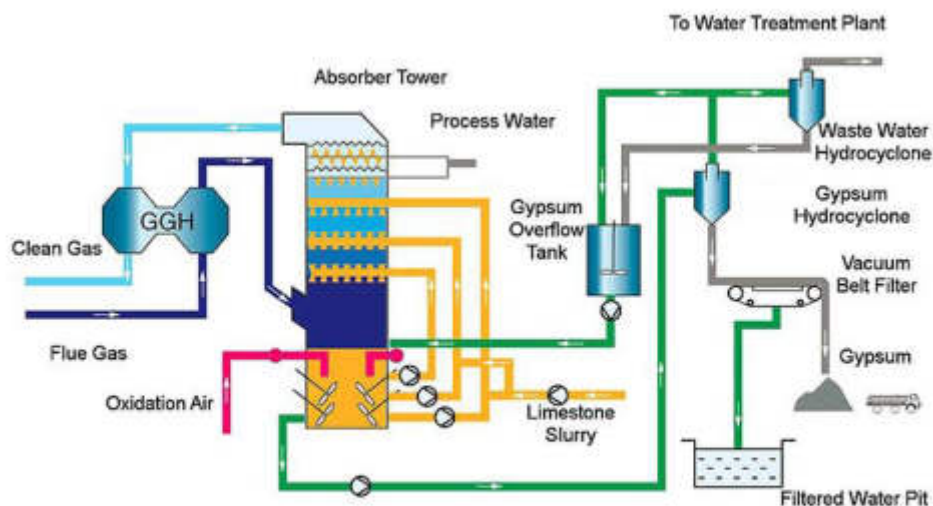 To Water Treatment Plant
Absorber Tower
Process Water
Waste Water
Hydrocyclone
GGH
Gypsum
Overflow
Tank
Gypsum
Hydrocyclone
Clean Gas
Vacuum
Belt Filter
Flue Gas
Gypsum
Oxidation Air
Limestone
Slurry
Filtered Water Pit